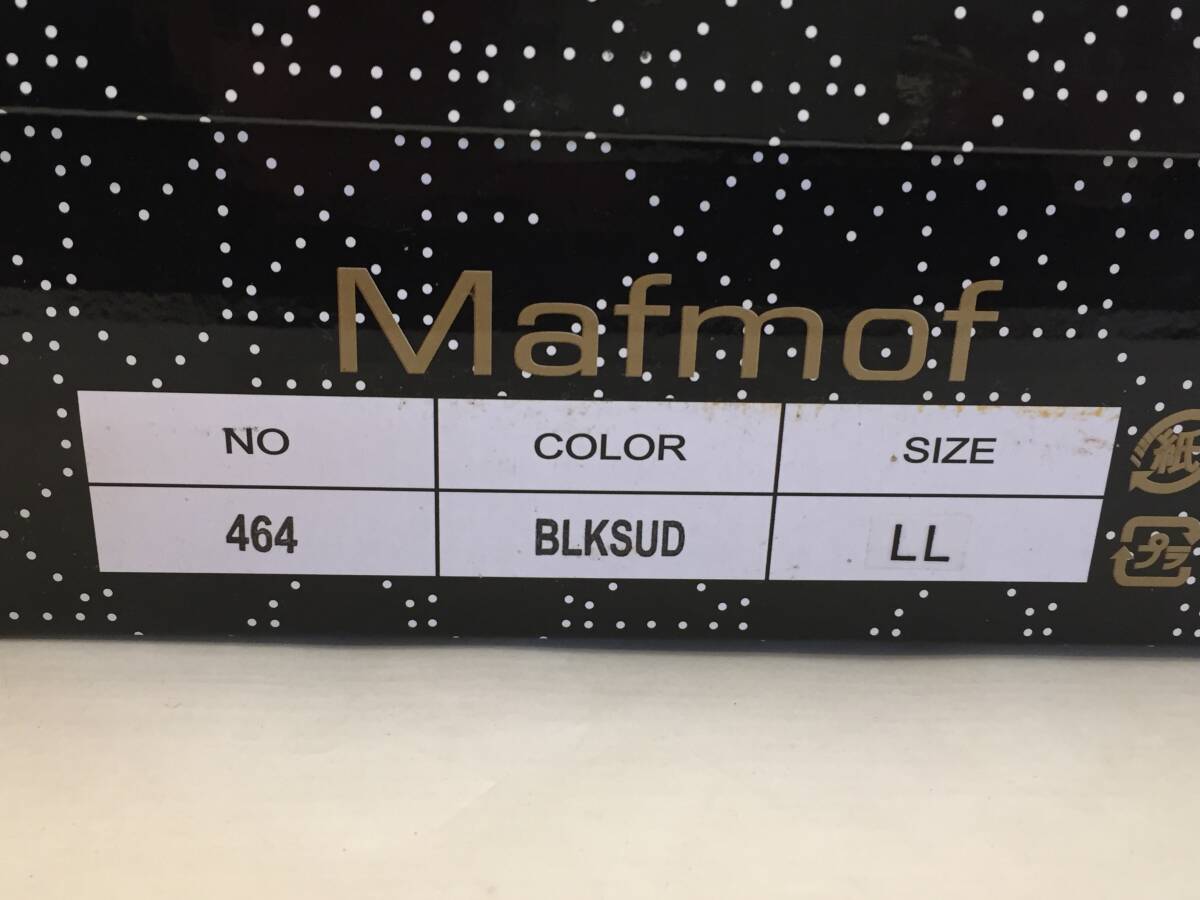 Mafmof
NO COLOR SIZE
464 BLKSUD LL
紙
プラ